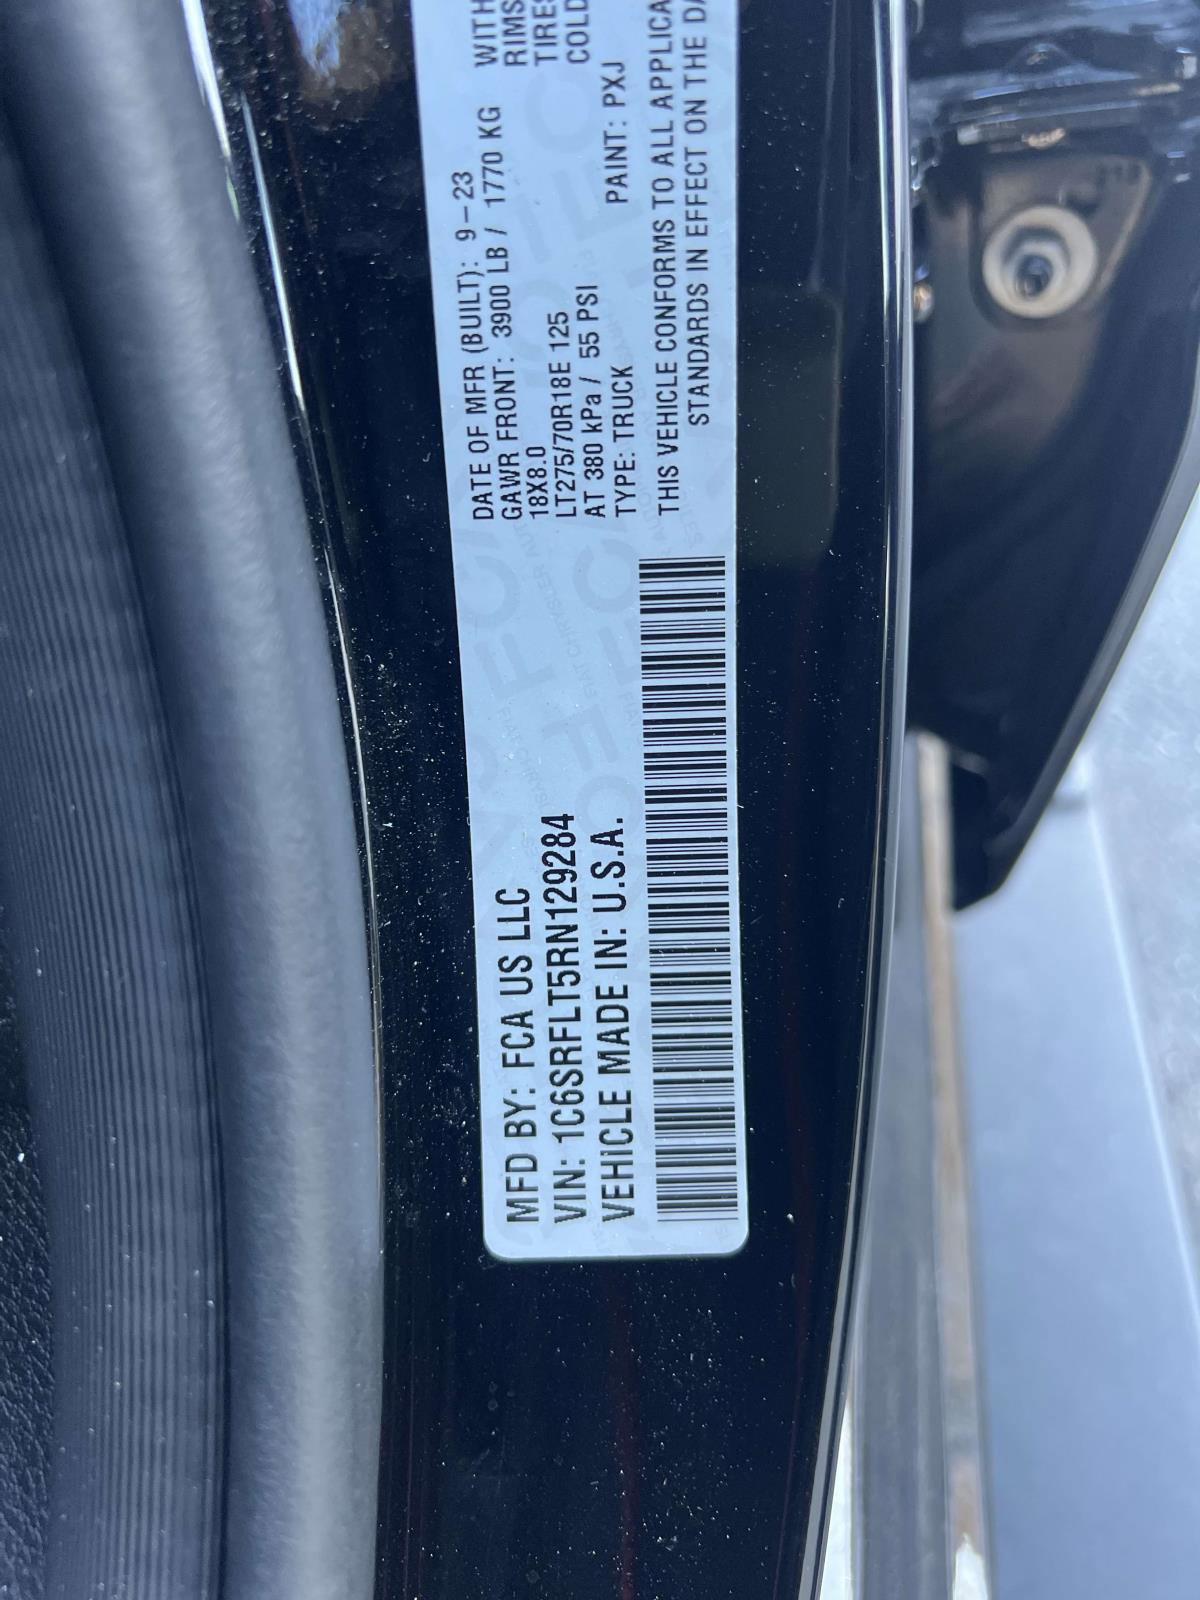 MFD BY: FCA US LLC
VIN: 1C6SRFLT5RN129284
VEHICLE MADE IN: U.S.A.
DATE OF MFR (BUILT): 9-23
GAWR FRONT: 3900 LB / 1770 KG WITH
18X8.0 RIMS
LT275/70R18E 125 TIRES
AT 380 kPa / 55 PSI COLD
TYPE: TRUCK PAINT: PXJ
THIS VEHICLE CONFORMS TO ALL APPLICA
STANDARDS IN EFFECT ON THE DA